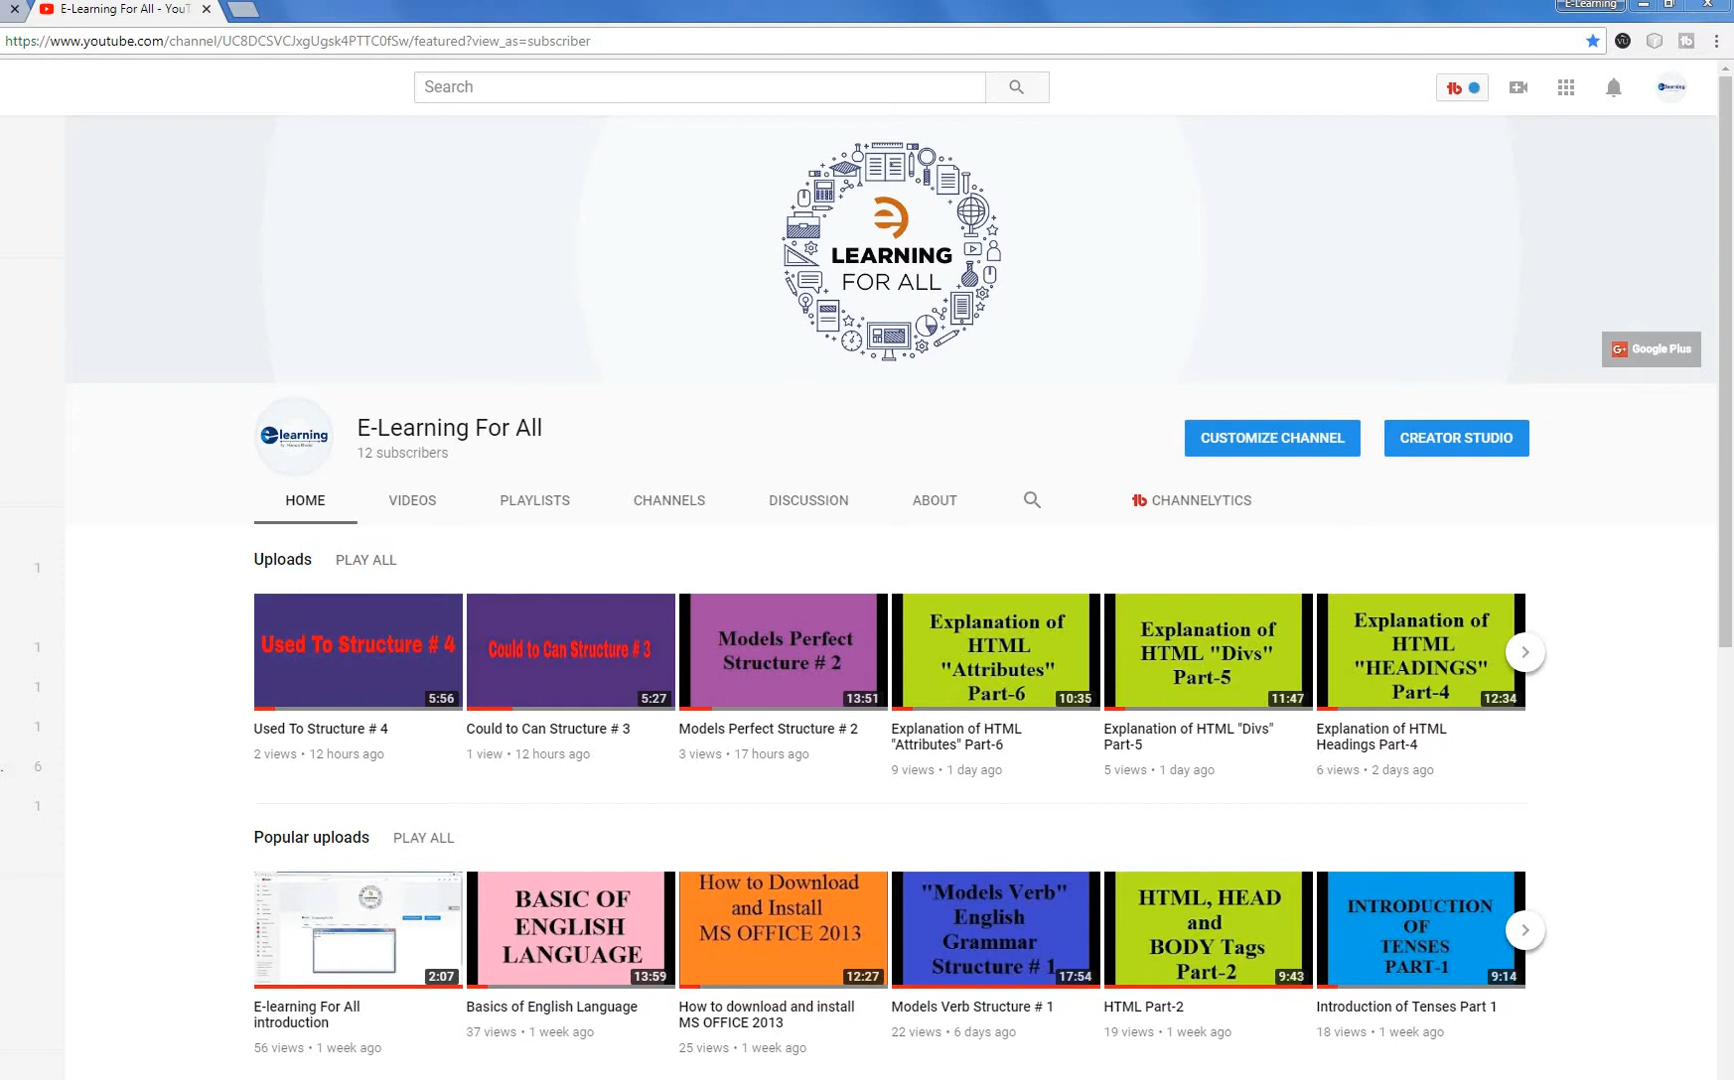 E-Learning For All - YouT
E-Learning
https://www.youtube.com/channel/UC8DCSVCJxgUgsk4PTTC0fSw/featured?view_as=subscriber
Search
LEARNING
FOR ALL
Google Plus
learning
E-Learning For All
12 subscribers
CUSTOMIZE CHANNEL
CREATOR STUDIO
HOME VIDEOS PLAYLISTS CHANNELS DISCUSSION ABOUT CHANNELYTICS
Uploads PLAY ALL
1
1
1
1
6
1
Used To Structure # 4
5:56
Used To Structure # 4
2 views • 12 hours ago
Could to Can Structure # 3
5:27
Could to Can Structure # 3
1 view • 12 hours ago
Models Perfect
Structure # 2
13:51
Models Perfect Structure # 2
3 views • 17 hours ago
Explanation of
HTML
"Attributes"
Part-6
10:35
Explanation of HTML
"Attributes" Part-6
9 views • 1 day ago
Explanation of
HTML "Divs"
Part-5
11:47
Explanation of HTML "Divs"
Part-5
5 views • 1 day ago
Explanation of
HTML
"HEADINGS"
Part-4
12:34
Explanation of HTML
Headings Part-4
6 views • 2 days ago
Popular uploads PLAY ALL
2:07
E-learning For All
introduction
56 views • 1 week ago
BASIC OF
ENGLISH
LANGUAGE
13:59
Basics of English Language
37 views • 1 week ago
How to Download
and Install
MS OFFICE 2013
12:27
How to download and install
MS OFFICE 2013
25 views • 1 week ago
"Models Verb"
English
Grammar
Structure # 1
17:54
Models Verb Structure # 1
22 views • 6 days ago
HTML, HEAD
and
BODY Tags
Part-2
9:43
HTML Part-2
19 views • 1 week ago
INTRODUCTION
OF
TENSES
PART-1
9:14
Introduction of Tenses Part 1
18 views • 1 week ago